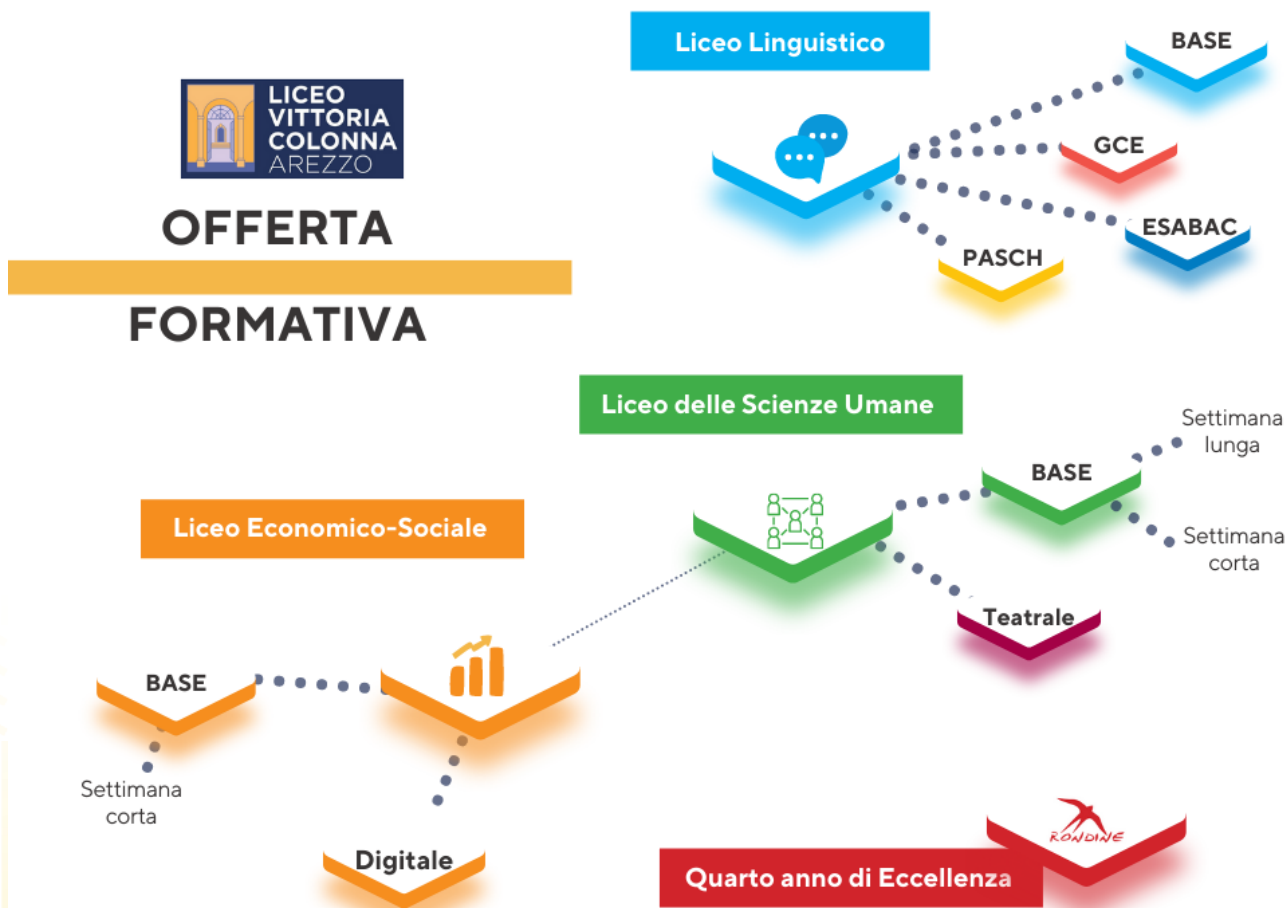 LICEO
VITTORIA
COLONNA
AREZZO
OFFERTA
FORMATIVA
Liceo Linguistico
BASE
GCE
ESABAC
PASCH
Liceo delle Scienze Umane
BASE
Settimana
lunga
Settimana
corta
Teatrale
Liceo Economico-Sociale
BASE
Settimana
corta
Digitale
RONDINE
Quarto anno di Eccellenza